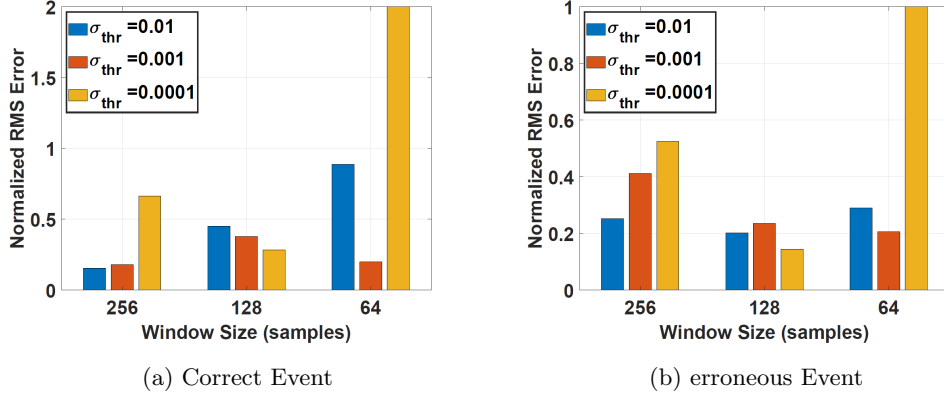 2
1.5
1
0.5
0
Normalized RMS Error
σthr =0.01
σthr =0.001
σthr =0.0001
256 128 64
Window Size (samples)
(a) Correct Event
1
0.8
0.6
0.4
0.2
0
Normalized RMS Error
σthr =0.01
σthr =0.001
σthr =0.0001
256 128 64
Window Size (samples)
(b) erroneous Event